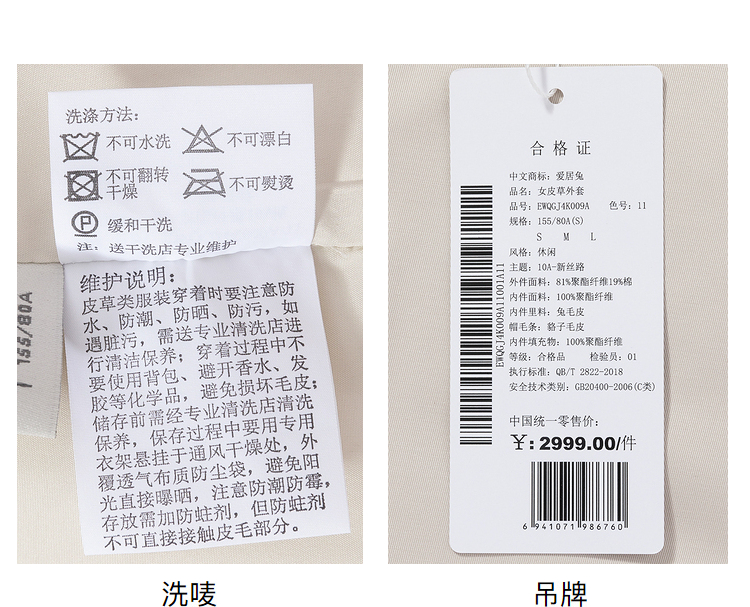 洗涤方法:
不可水洗
不可漂白
不可翻转
干燥
不可熨烫
P
缓和干洗
注: 送干洗店专业维护
维护说明:
皮草类服装穿着时要注意防
水、防潮、防晒、防污，如
遇脏污，需送专业清洗店进
行清洁保养；穿着过程中不
要使用背包、避开香水、发
胶等化学品，避免损坏毛皮;
储存前需经专业清洗店清洗
保养，保存过程中要用专用
衣架悬挂于通风干燥处，外
覆透气布质防尘袋，避免阳
光直接曝晒，注意防潮防霉，
存放需加防蛀剂，但防蛀剂
不可直接接触皮毛部分。
155/80A
洗唛
合格证
中文商标: 爱居兔
品名: 女皮草外套
品号: EWQGJ4K009A 色号: 11
规格: 155/80A(S)
S M L
风格: 休闲
主题: 10A-新丝路
外件面料: 81%聚酯纤维19%棉
内件面料: 100%聚酯纤维
内件里料: 兔毛皮
帽毛条: 貉子毛皮
内件填充物: 100%聚酯纤维
等级: 合格品 检验员: 01
执行标准: QB/T 2822-2018
安全技术类别: GB20400-2006(C类)
EWQGJ4K009A11001A11
中国统一零售价:
¥: 2999.00/件
6 941071 986760
吊牌